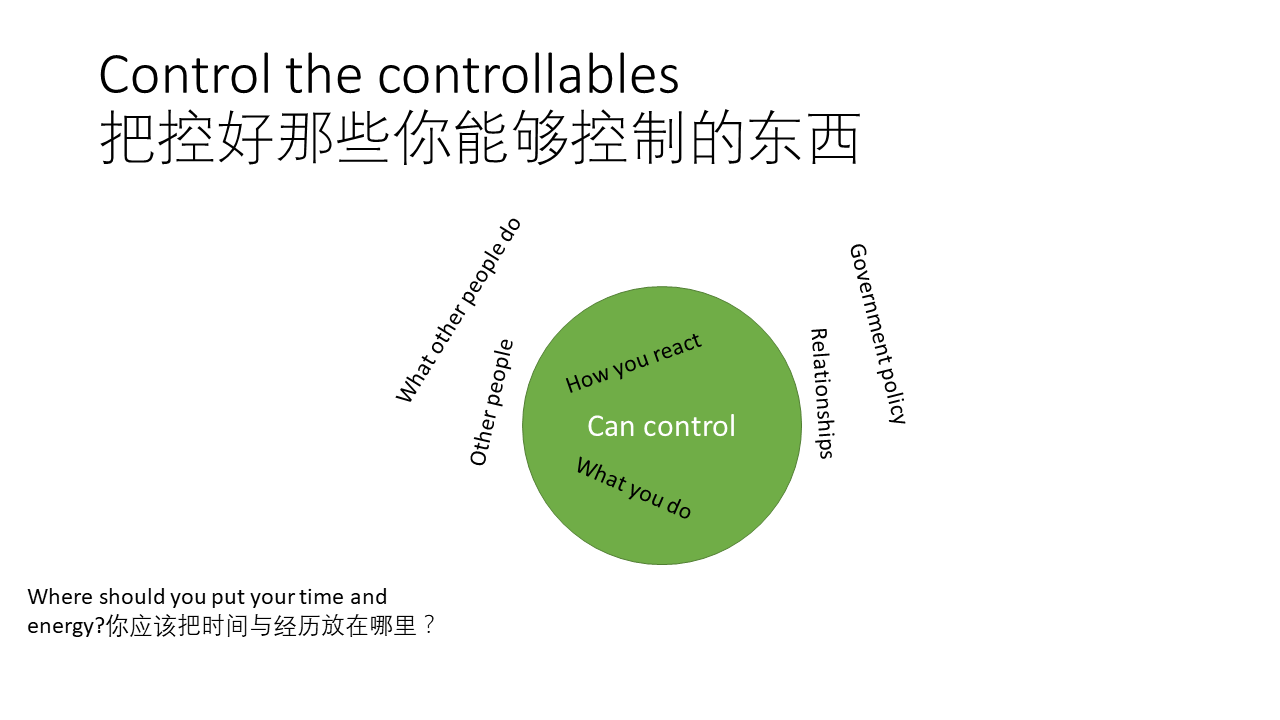 Control the controllables
把控好那些你能够控制的东西
What other people do
Other people
How you react
Can control
What you do
Relationships
Government policy
Where should you put your time and
energy?你应该把时间与经历放在哪里？